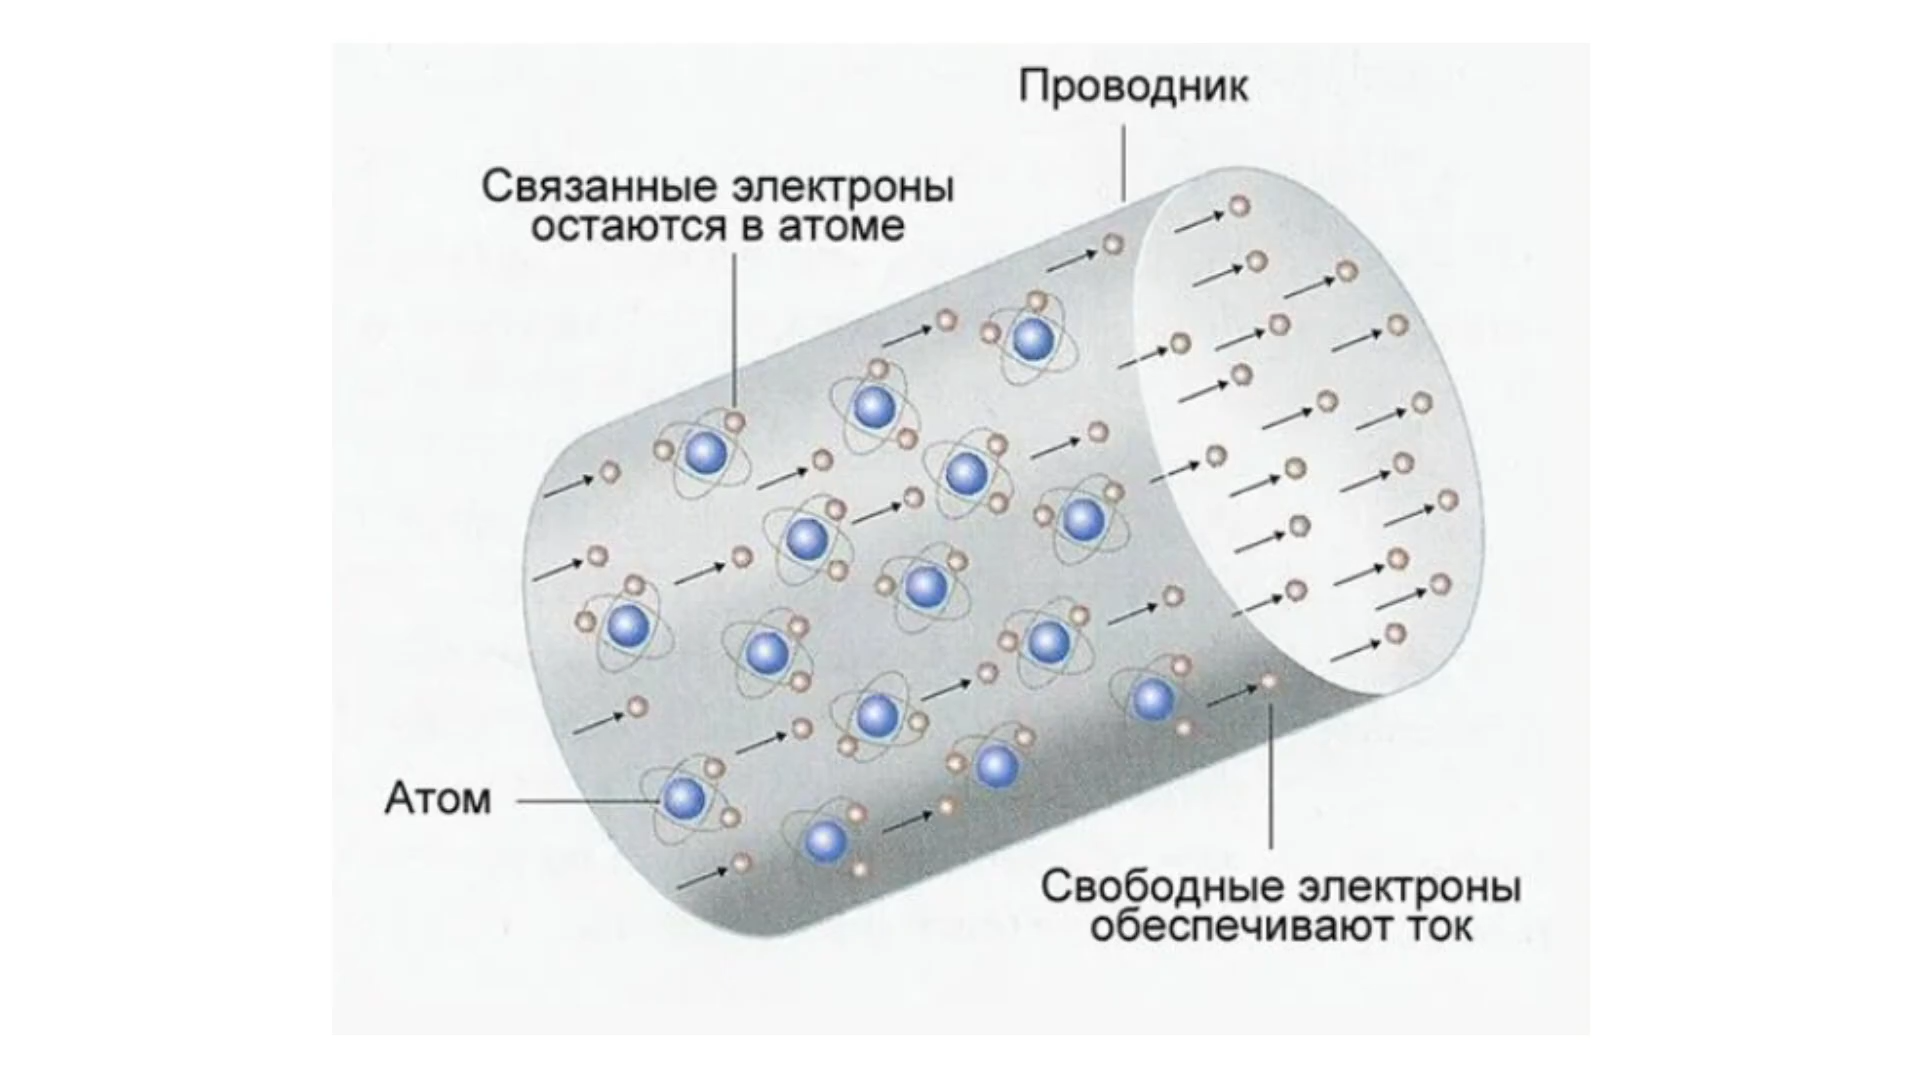 Проводник
Связанные электроны
остаются в атоме
Атом
Свободные электроны
обеспечивают ток